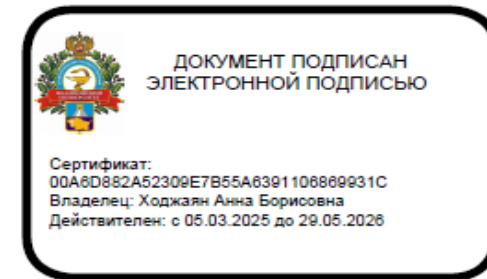 ДОКУМЕНТ ПОДПИСАН
ЭЛЕКТРОННОЙ ПОДПИСЬЮ
Сертификат:
00A6D882A52309E7B55A6391106869931C
Владелец: Ходжаян Анна Борисовна
Действителен: с 05.03.2025 до 29.05.2026